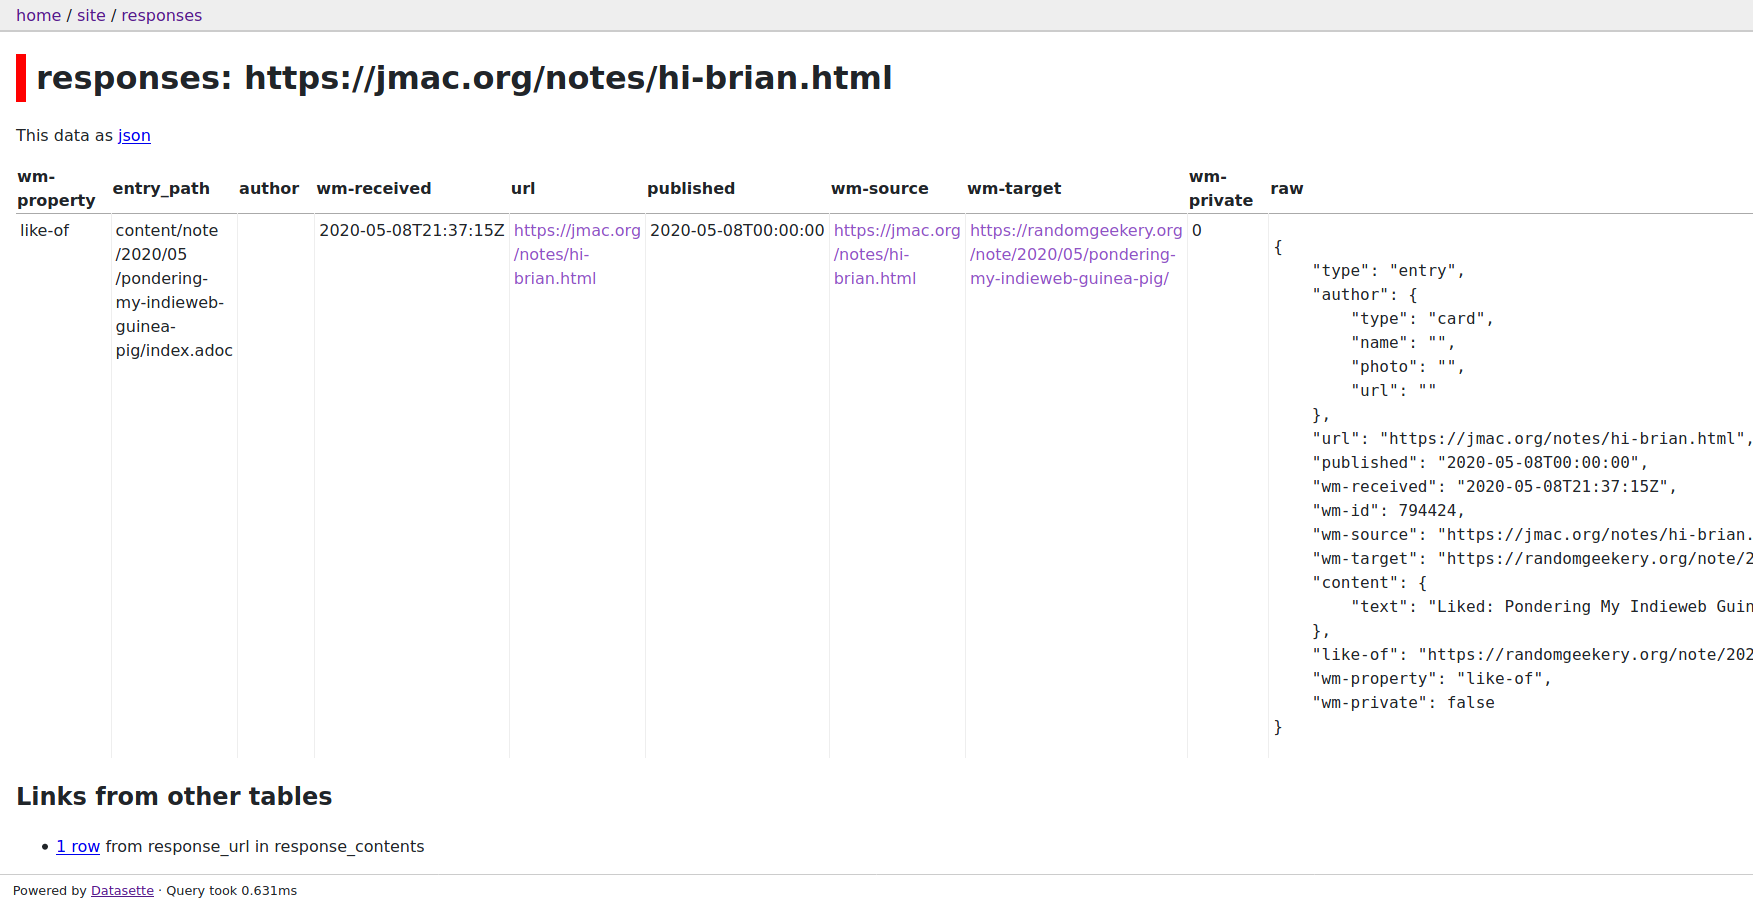 home / site / responses
responses: https://jmac.org/notes/hi-brian.html
This data as json
wm-property entry_path author wm-received url published wm-source wm-target wm-private raw
like-of
content/note
/2020/05
/pondering-
my-indieweb-
guinea-
pig/index.adoc
2020-05-08T21:37:15Z
https://jmac.org
/notes/hi-
brian.html
2020-05-08T00:00:00
https://jmac.org
/notes/hi-
brian.html
https://randomgeekery.org
/note/2020/05/pondering-
my-indieweb-guinea-pig/
0
{
"type": "entry",
"author": {
"type": "card",
"name": "",
"photo": "",
"url": ""
},
"url": "https://jmac.org/notes/hi-brian.html",
"published": "2020-05-08T00:00:00",
"wm-received": "2020-05-08T21:37:15Z",
"wm-id": 794424,
"wm-source": "https://jmac.org/notes/hi-brian.
"wm-target": "https://randomgeekery.org/note/2
"content": {
"text": "Liked: Pondering My Indieweb Guin
},
"like-of": "https://randomgeekery.org/note/202
"wm-property": "like-of",
"wm-private": false
}
Links from other tables
• 1 row from response_url in response_contents
Powered by Datasette · Query took 0.631ms